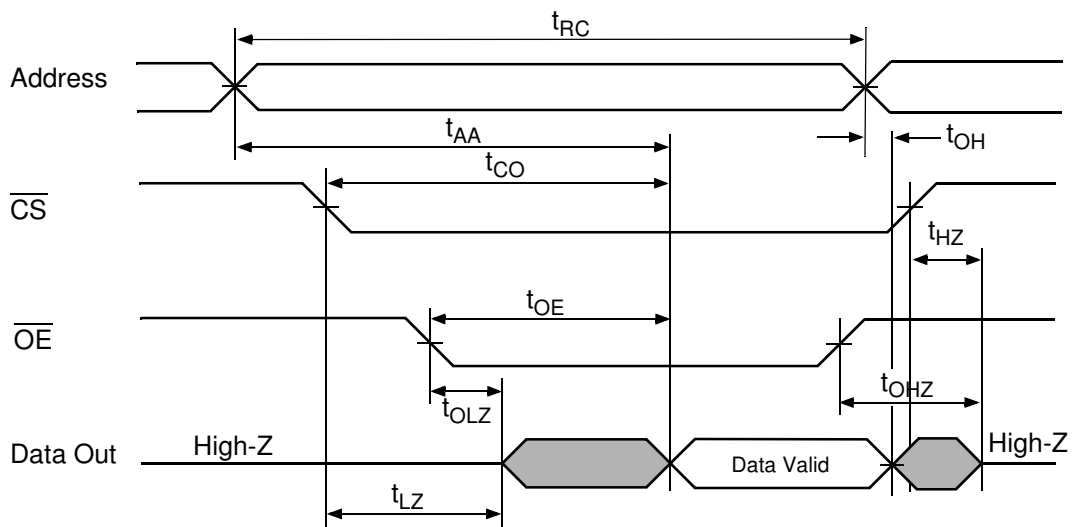 tRC
Address
tAA
tOH
tCO
CS
tHZ
tOE
OE
tOHZ
tOLZ
Data Out High-Z Data Valid High-Z
tLZ